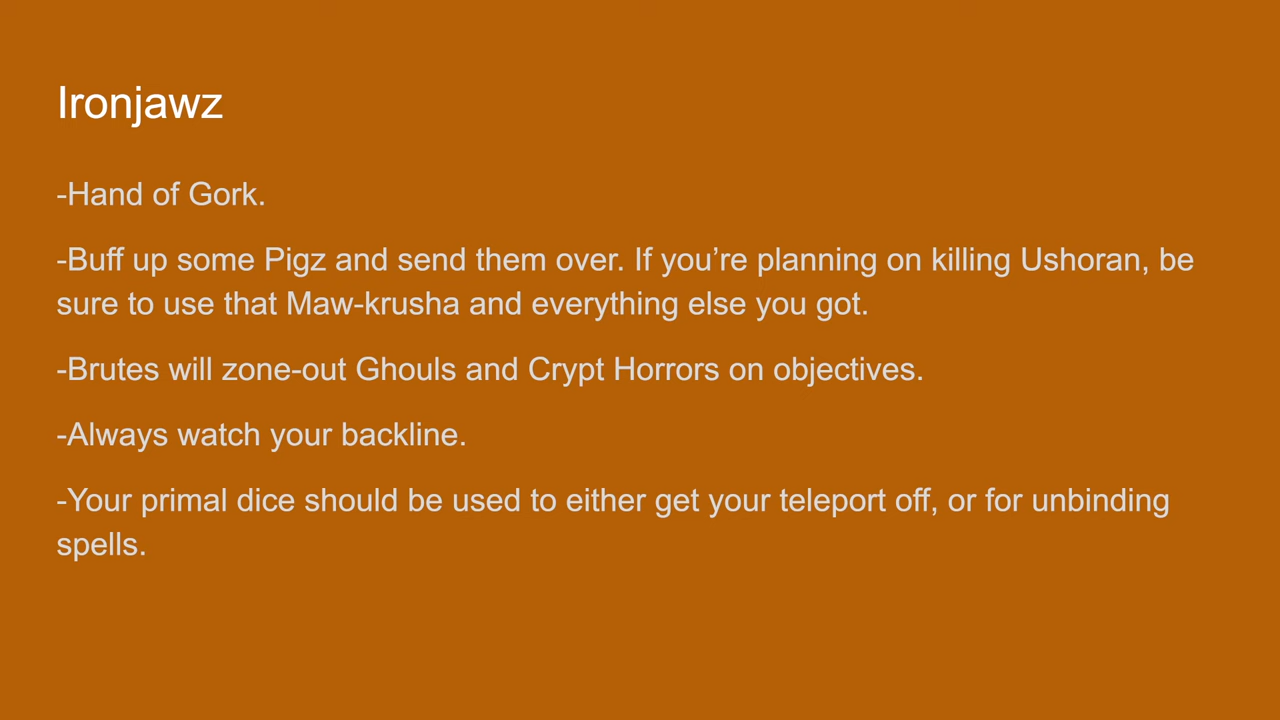 Ironjawz
-Hand of Gork.
-Buff up some Pigz and send them over. If you’re planning on killing Ushoran, be
sure to use that Maw-krusha and everything else you got.
-Brutes will zone-out Ghouls and Crypt Horrors on objectives.
-Always watch your backline.
-Your primal dice should be used to either get your teleport off, or for unbinding
spells.